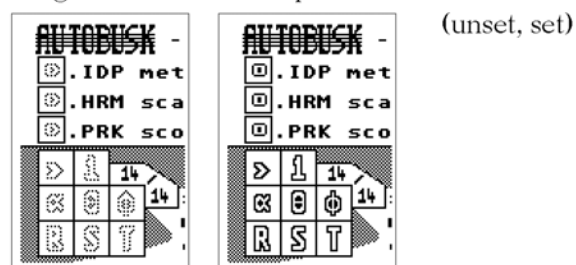 AUTOBUSK - AUTOBUSK - (unset, set)
.IDP met .IDP met
.HRM sca .HRM sca
.PRK sco .PRK sco
1 14 1 14
14 14
R S T R S T